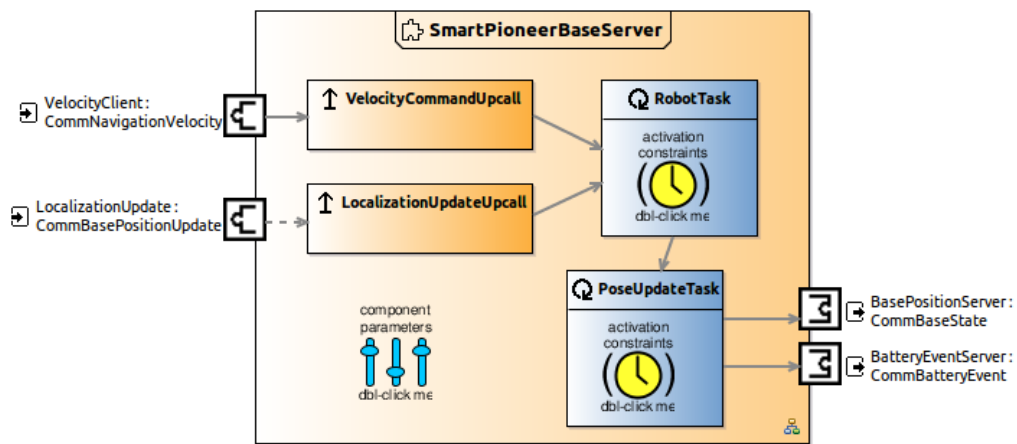 SmartPioneerBaseServer
VelocityClient :
CommNavigationVelocity
VelocityCommandUpcall
RobotTask
activation
constraints
dbl-click me
LocalizationUpdate :
CommBasePositionUpdate
LocalizationUpdateUpcall
PoseUpdateTask
activation
constraints
dbl-click me
component
parameters
dbl-click me
BasePositionServer :
CommBaseState
BatteryEventServer :
CommBatteryEvent